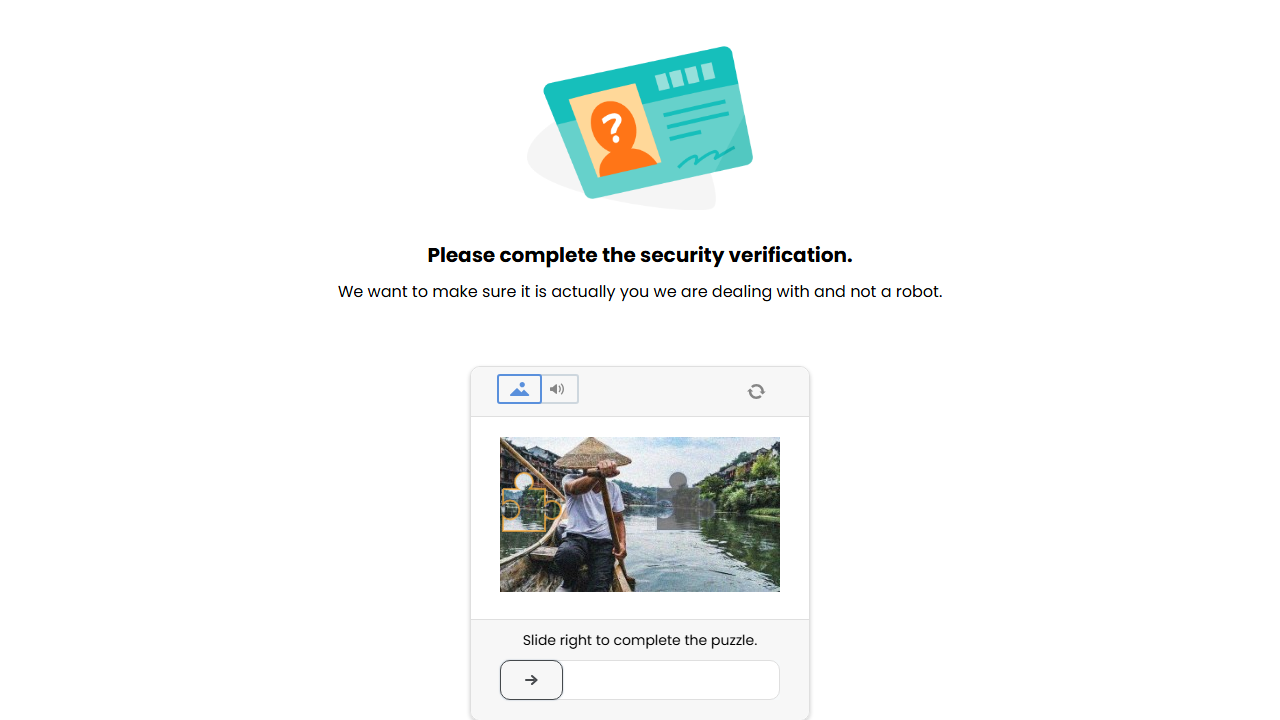 ?
Please complete the security verification.
We want to make sure it is actually you we are dealing with and not a robot.
Slide right to complete the puzzle.